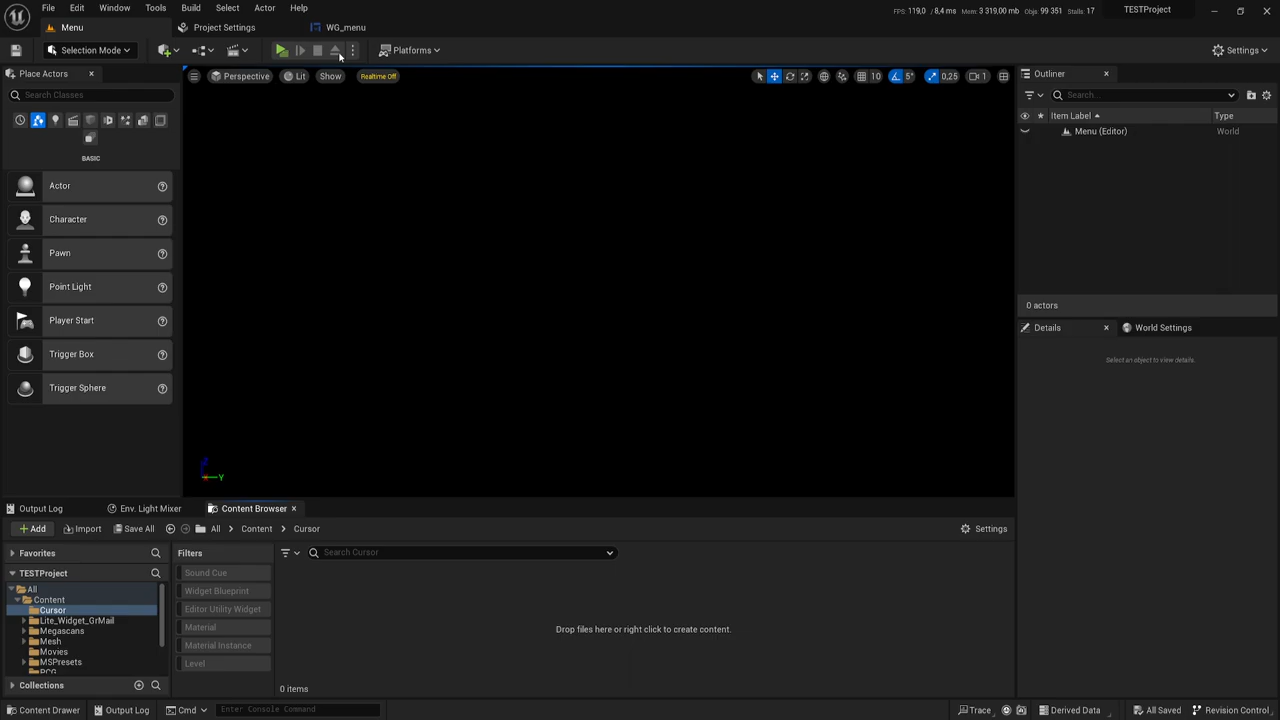 File Edit Window Tools Build Select Actor Help
FPS: 119,0 / 8,4 ms Mem: 3 319,00 mb Objs: 99 351 Stalls: 17
TESTProject
Menu
Project Settings
WG_menu
Selection Mode
Platforms
Settings
Place Actors
Search Classes
BASIC
Actor
Character
Pawn
Point Light
Player Start
Trigger Box
Trigger Sphere
Perspective
Lit
Show
Realtime Off
10
5°
0,25
1
Y
Outliner
Search...
Item Label
Type
Menu (Editor)
World
0 actors
Details
World Settings
Select an object to view details.
Output Log
Env. Light Mixer
Content Browser
Add
Import
Save All
All
Content
Cursor
Settings
Favorites
TESTProject
All
Content
Cursor
Lite_Widget_GrMail
Megascans
Mesh
Movies
MSPresets
PCG
Collections
Filters
Sound Cue
Widget Blueprint
Editor Utility Widget
Material
Material Instance
Level
Search Cursor
Drop files here or right click to create content.
0 items
Content Drawer
Output Log
Cmd
Enter Console Command
Trace
Derived Data
All Saved
Revision Control